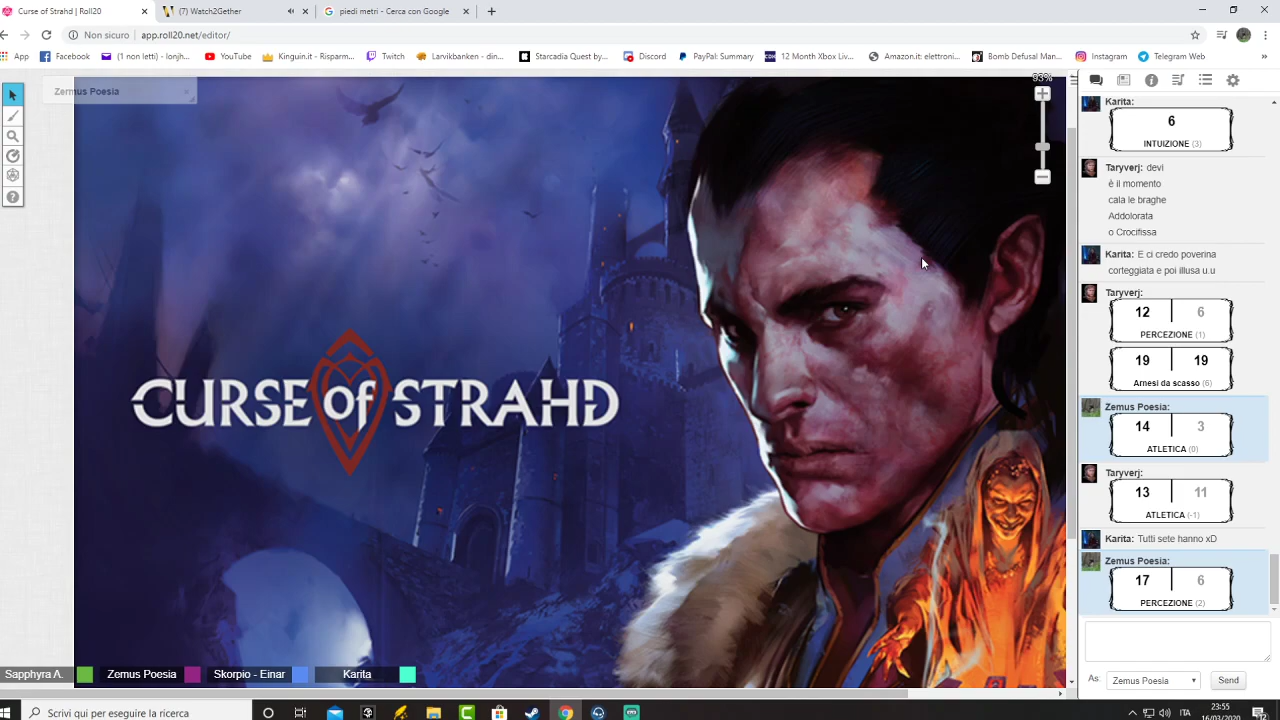 Curse of Strahd | Roll20
(7) Watch2Gether
piedi metri - Cerca con Google
Non sicuro
app.roll20.net/editor/
App
Facebook
(1 non letti) - lonjh...
YouTube
Kinguin.it - Risparm...
Twitch
Larvikbanken - din...
Starcadia Quest by...
Discord
PayPal: Summary
12 Month Xbox Liv...
Amazon.it: elettroni...
Bomb Defusal Man...
Instagram
Telegram Web
Zermus Poesia
93%
CURSE of STRAHD
Sapphyra A.
Zemus Poesia
Skorpio - Einar
Karita
Karita:
6
INTUIZIONE (3)
Taryverj: devi
è il momento
cala le braghe
Addolorata
o Crocifissa
Karita: E ci credo poverina
corteggiata e poi illusa u.u
Taryverj:
12 6
PERCEZIONE (1)
19 19
Arnesi da scasso (6)
Zemus Poesia:
14 3
ATLETICA (0)
Taryverj:
13 11
ATLETICA (-1)
Karita: Tutti sete hanno xD
Zemus Poesia:
17 6
PERCEZIONE (2)
As:
Zemus Poesia
Send
Scrivi qui per eseguire la ricerca
ITA
23:55
16/03/2020